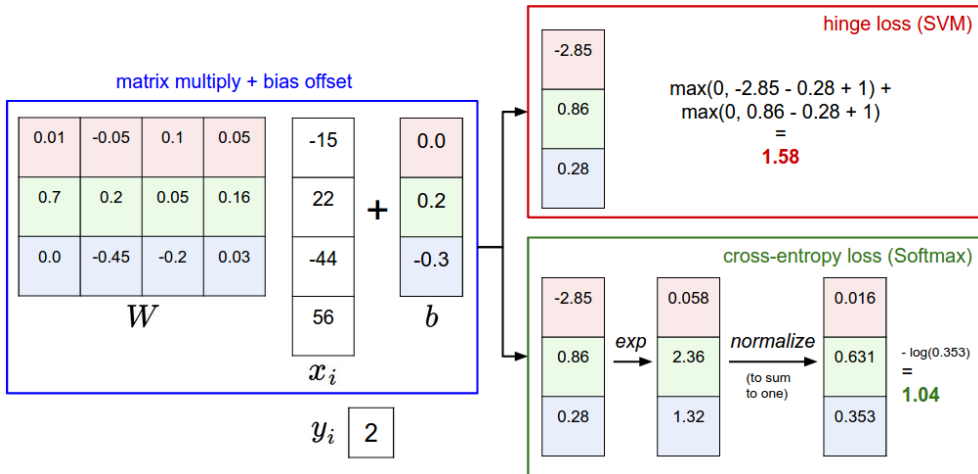 matrix multiply + bias offset
0.01 -0.05 0.1 0.05
0.7 0.2 0.05 0.16
0.0 -0.45 -0.2 0.03
W
-15
22
-44
56
x_i
+
0.0
0.2
-0.3
b
y_i 2
hinge loss (SVM)
-2.85
0.86
0.28
max(0, -2.85 - 0.28 + 1) +
max(0, 0.86 - 0.28 + 1)
=
1.58
cross-entropy loss (Softmax)
-2.85
0.86
0.28
exp
0.058
2.36
1.32
normalize
(to sum
to one)
0.016
0.631
0.353
- log(0.353)
=
1.04